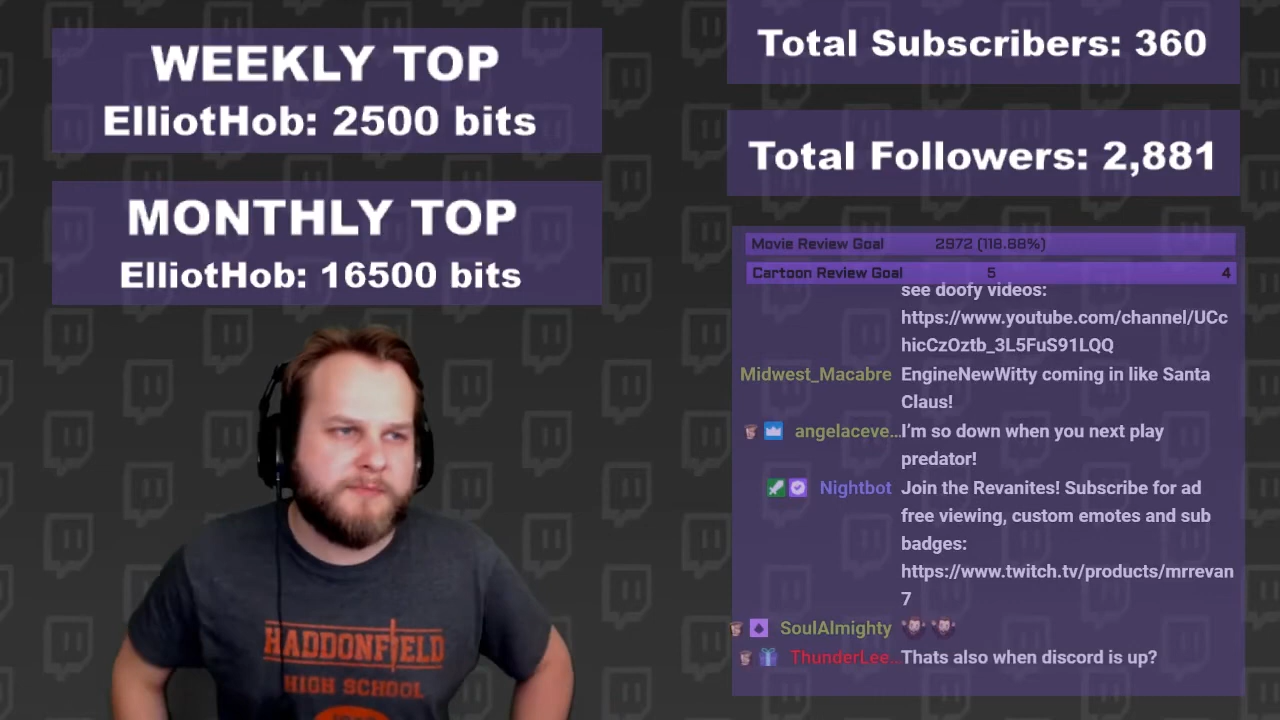 WEEKLY TOP
ElliotHob: 2500 bits
MONTHLY TOP
ElliotHob: 16500 bits
Total Subscribers: 360
Total Followers: 2,881
Movie Review Goal 2972 (118.88%)
Cartoon Review Goal 5 4
see doofy videos:
https://www.youtube.com/channel/UCc
hicCzOztb_3L5FuS91LQQ
Midwest_Macabre EngineNewWitty coming in like Santa
Claus!
angelaceve... I'm so down when you next play
predator!
Nightbot Join the Revanites! Subscribe for ad
free viewing, custom emotes and sub
badges:
https://www.twitch.tv/products/mrrevan
7
SoulAlmighty
ThunderLee... Thats also when discord is up?
HADDONFIELD
HIGH SCHOOL